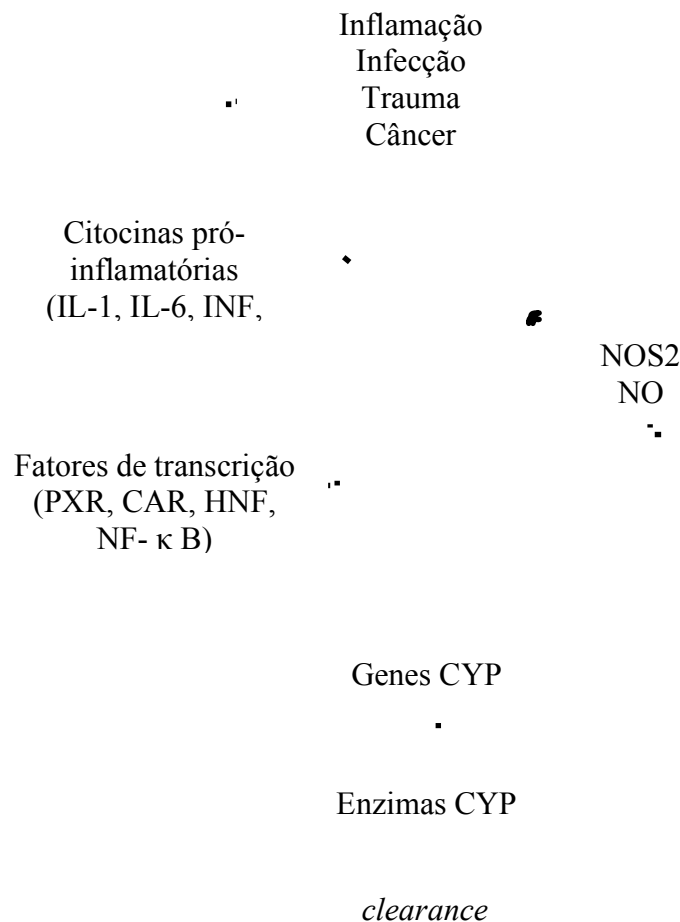 Inflamação
Infecção
Trauma
Câncer
Citocinas pró-
inflamatórias
(IL-1, IL-6, INF,
NOS2
NO
Fatores de transcrição
(PXR, CAR, HNF,
NF- κ B)
Genes CYP
Enzimas CYP
clearance